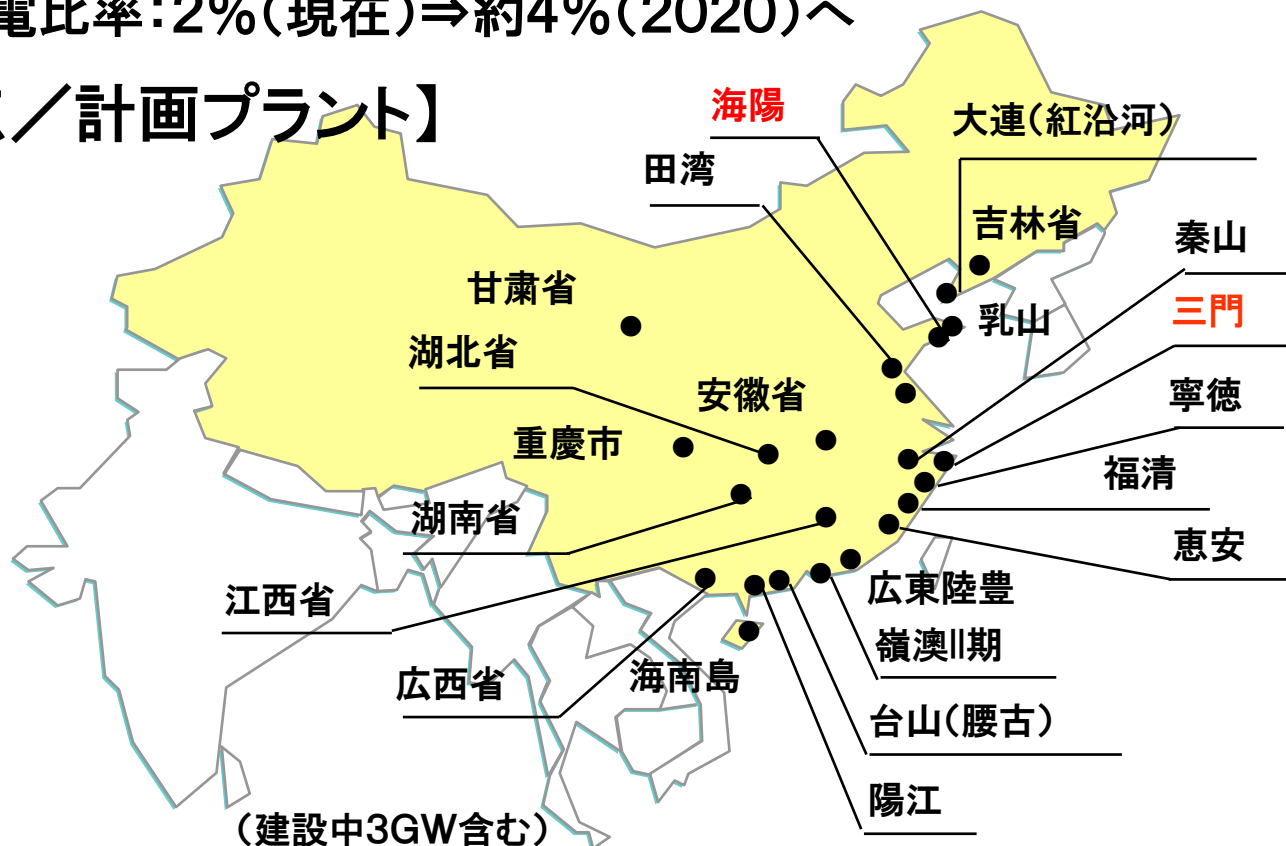 電比率：2%（現在）⇒約4%（2020）へ
／計画プラント】
海陽
大連（紅沿河）
田湾
吉林省
秦山
甘粛省
三門
乳山
湖北省
安徽省
寧徳
重慶市
福清
湖南省
恵安
江西省
広東陸豊
嶺澳Ⅱ期
広西省
海南島
台山（腰古）
陽江
（建設中3GW含む）